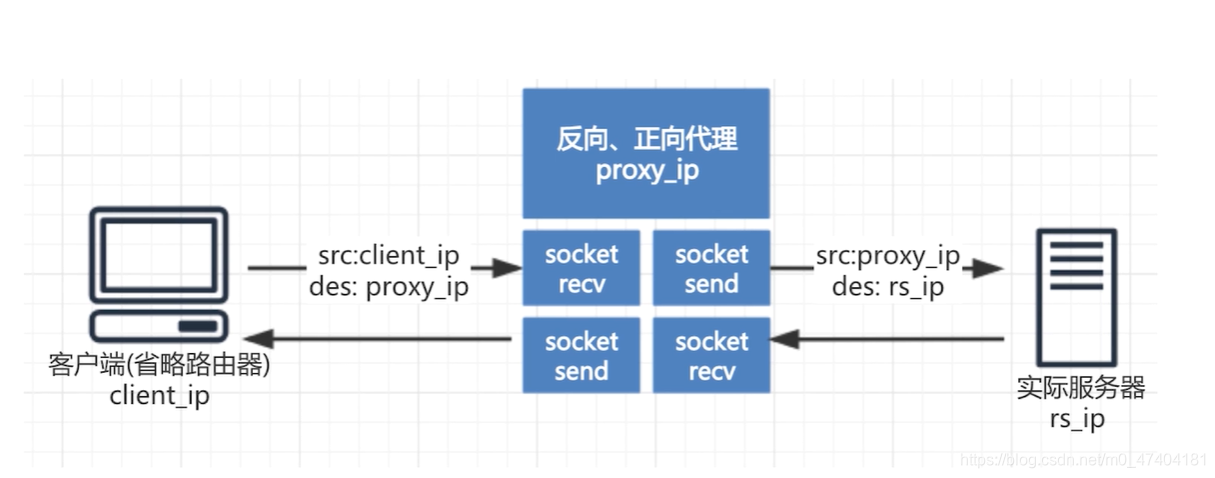 反向、正向代理
proxy_ip
socket
recv
socket
send
socket
send
socket
recv
src:client_ip
des: proxy_ip
src:proxy_ip
des: rs_ip
客户端(省略路由器)
client_ip
实际服务器
rs_ip
https://blog.csdn.net/m0_47404181